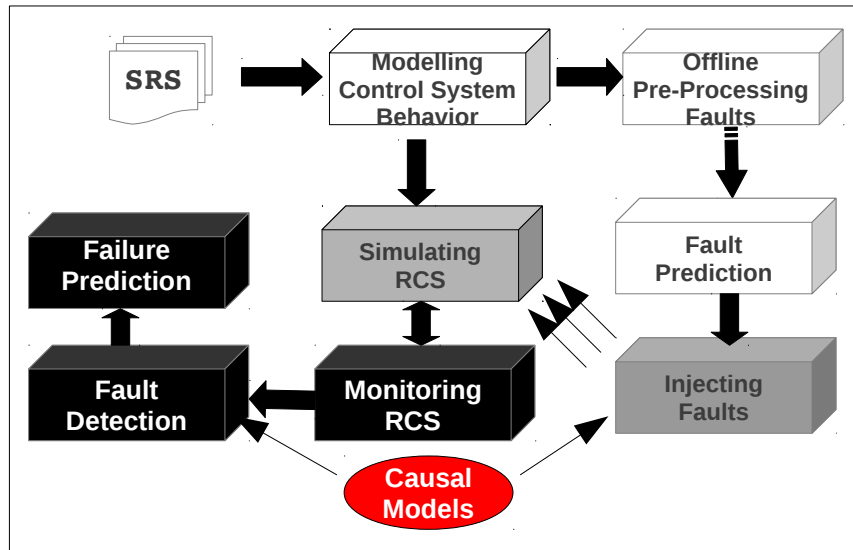 SRS
Modelling
Control System
Behavior
Offline
Pre-Processing
Faults
Failure
Prediction
Simulating
RCS
Fault
Prediction
Fault
Detection
Monitoring
RCS
Injecting
Faults
Causal
Models